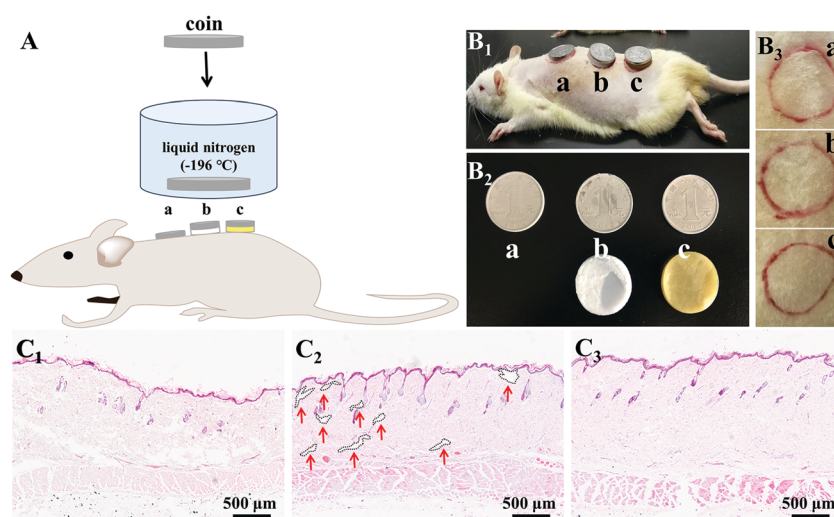 A
coin
liquid nitrogen
(-196 °C)
a
b
c
B1
a
b
c
B2
a
b
c
B3
a
b
C1
500 μm
C2
500 μm
C3
500 μm